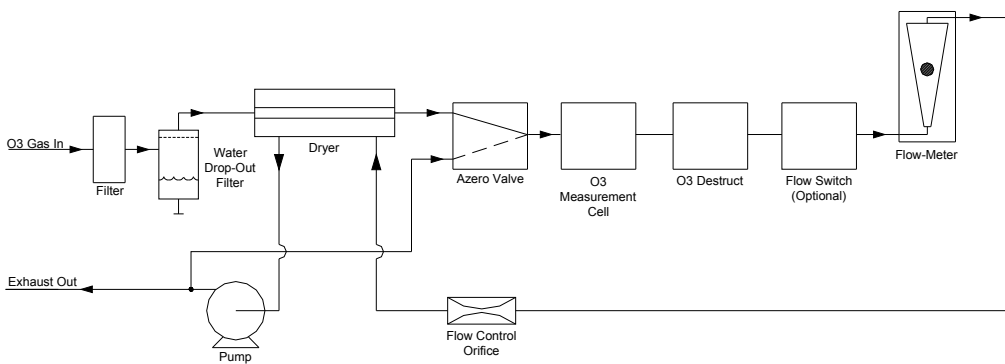 O3 Gas In
Filter
Water
Drop-Out
Filter
Dryer
Azero Valve
O3
Measurement
Cell
O3 Destruct
Flow Switch
(Optional)
Flow-Meter
Exhaust Out
Pump
Flow Control
Orifice